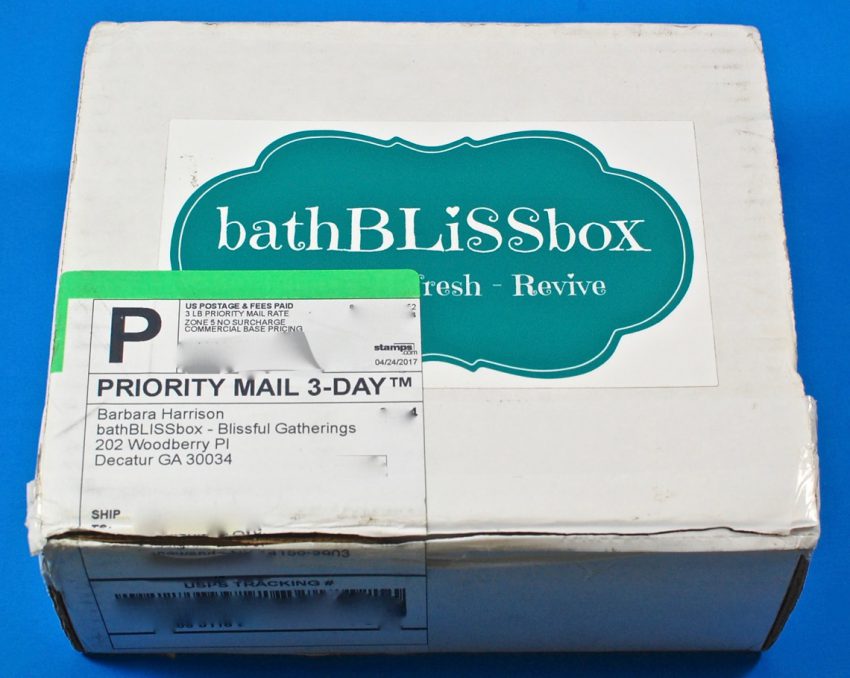 bathBLiSSbox
fresh - Revive
P
US POSTAGE & FEES PAID
3 LB PRIORITY MAIL RATE
ZONE 5 NO SURCHARGE
COMMERCIAL BASE PRICING
stamps
.com
04/24/2017
PRIORITY MAIL 3-DAY™
Barbara Harrison
bathBLISSbox - Blissful Gatherings
202 Woodberry Pl
Decatur GA 30034
SHIP
USPS TRACKING #